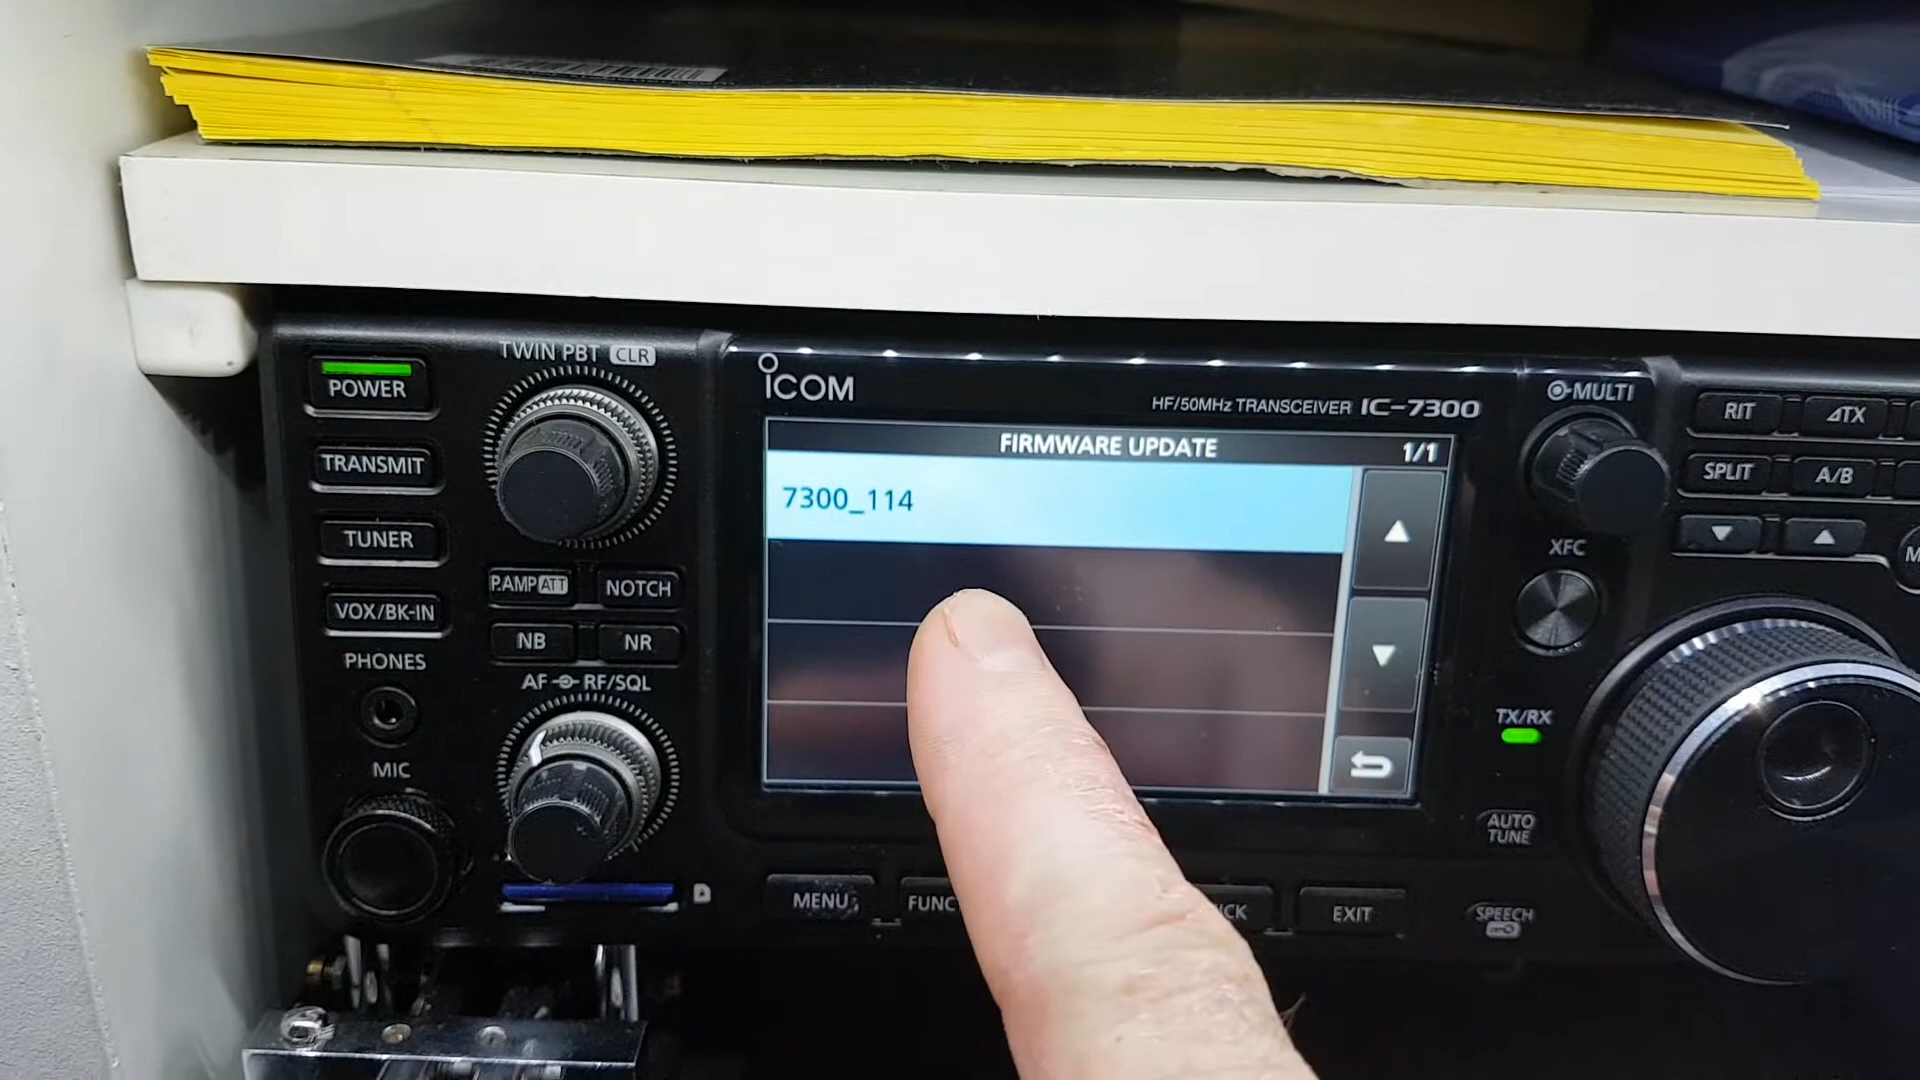 TWIN PBT CLR
POWER
TRANSMIT
TUNER
VOX/BK-IN
PHONES
MIC
P.AMP ATT
NOTCH
NB
NR
AF RF/SQL
ICOM
HF/50MHz TRANSCEIVER IC-7300
FIRMWARE UPDATE
1/1
7300_114
MENU
FUNC
EXIT
MULTI
XFC
TX/RX
AUTO
TUNE
SPEECH
RIT
⊿TX
SPLIT
A/B